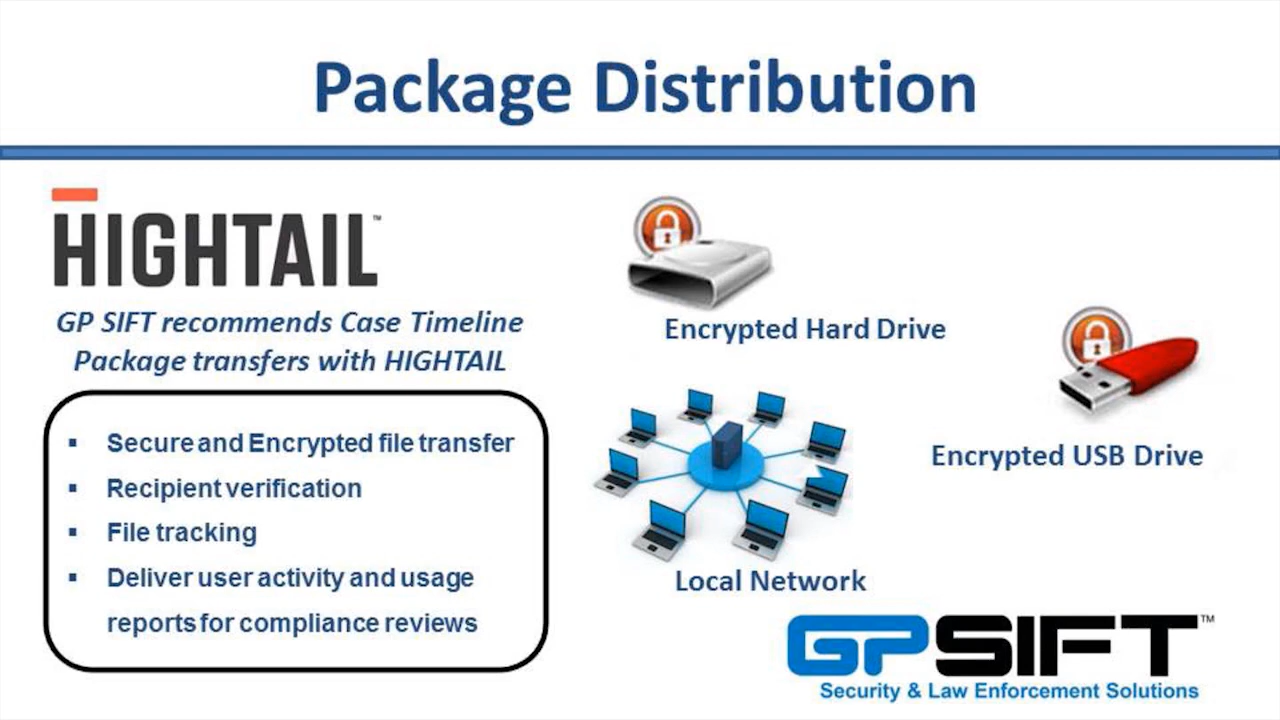 Package Distribution
HIGHTAIL™
GP SIFT recommends Case Timeline
Package transfers with HIGHTAIL
▪ Secure and Encrypted file transfer
▪ Recipient verification
▪ File tracking
▪ Deliver user activity and usage
reports for compliance reviews
Encrypted Hard Drive
Encrypted USB Drive
Local Network
GPSIFT™
Security & Law Enforcement Solutions